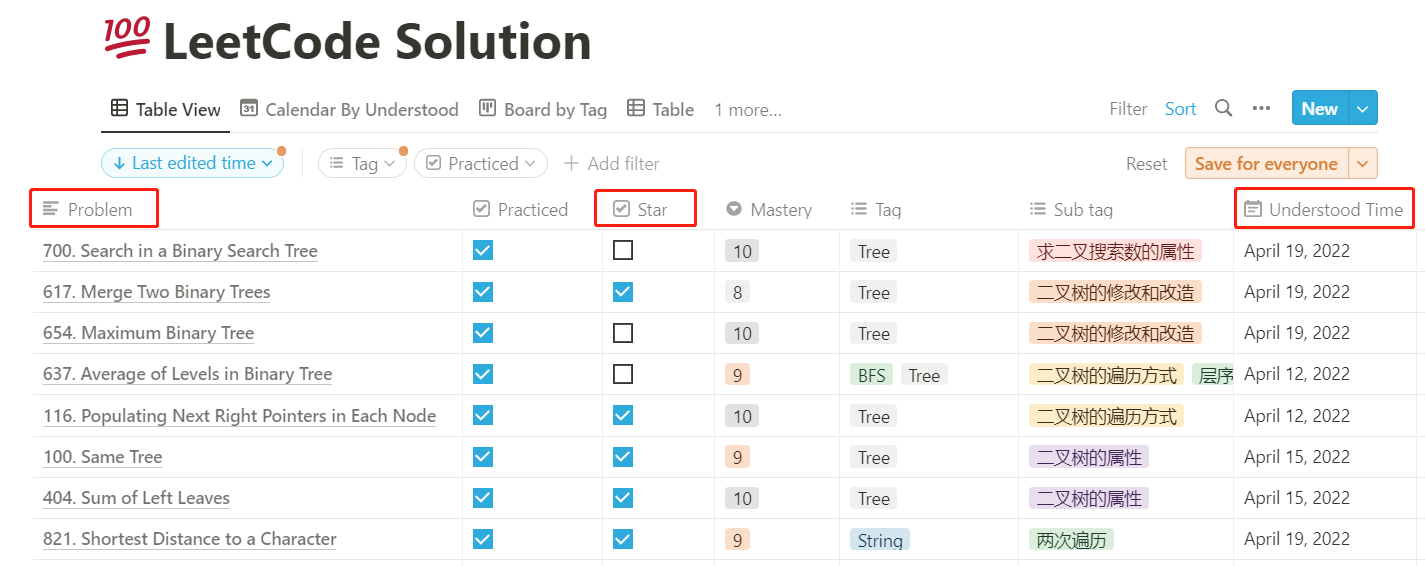 💯 LeetCode Solution
Table View Calendar By Understood Board by Tag Table 1 more... Filter Sort New
Last edited time Tag Practiced Add filter Reset Save for everyone
Problem Practiced Star Mastery Tag Sub tag Understood Time
700. Search in a Binary Search Tree 10 Tree 求二叉搜索数的属性 April 19, 2022
617. Merge Two Binary Trees 8 Tree 二叉树的修改和改造 April 19, 2022
654. Maximum Binary Tree 10 Tree 二叉树的修改和改造 April 19, 2022
637. Average of Levels in Binary Tree 9 BFS Tree 二叉树的遍历方式 层序 April 12, 2022
116. Populating Next Right Pointers in Each Node 10 Tree 二叉树的遍历方式 April 12, 2022
100. Same Tree 9 Tree 二叉树的属性 April 15, 2022
404. Sum of Left Leaves 10 Tree 二叉树的属性 April 15, 2022
821. Shortest Distance to a Character 9 String 两次遍历 April 19, 2022